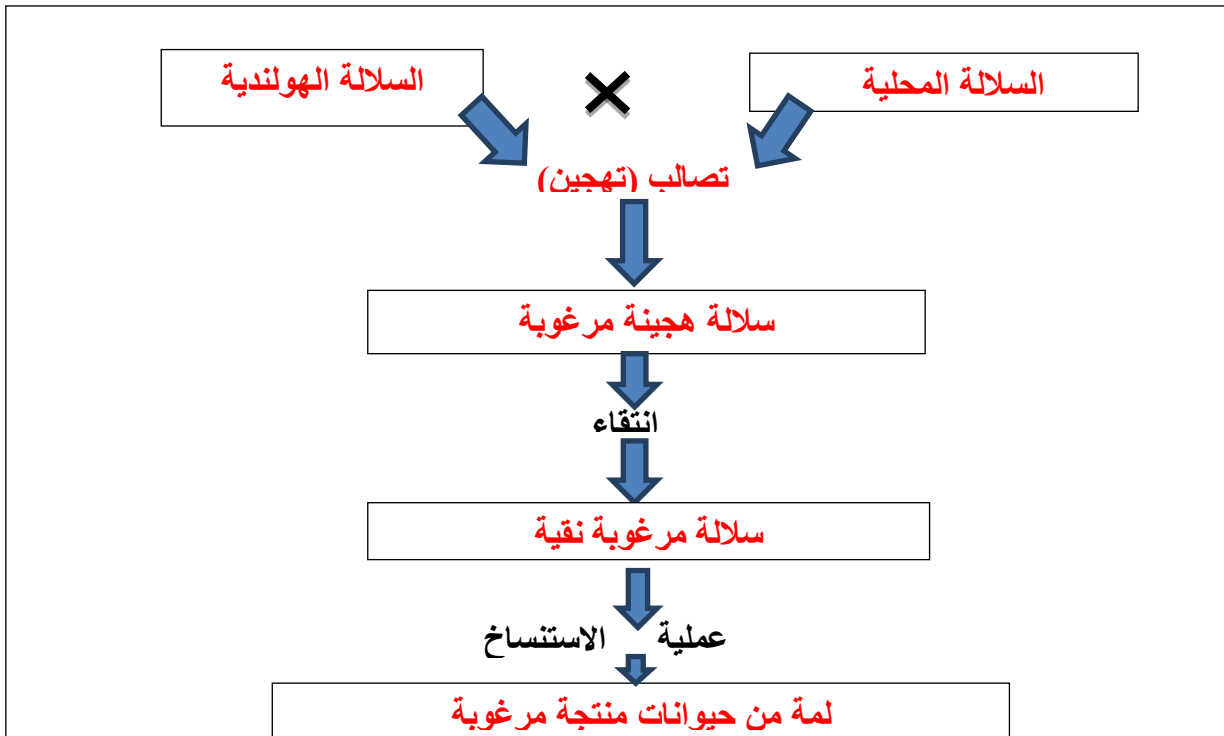 السلالة المحلية
السلالة الهولندية
تصالب (تهجين)
سلالة هجينة مرغوبة
انتقاء
سلالة مرغوبة نقية
عملية الاستنساخ
لمة من حيوانات منتجة مرغوبة